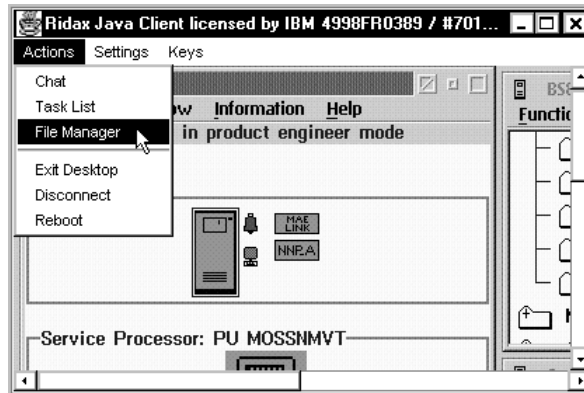 Ridax Java Client licensed by IBM 4998FR0389 / #701...
Actions Settings Keys
Chat
Task List
File Manager
Exit Desktop
Disconnect
Reboot
Information Help
in product engineer mode
MAE
LINK
NNP.A
Service Processor: PU MOSSNMVT
Functio